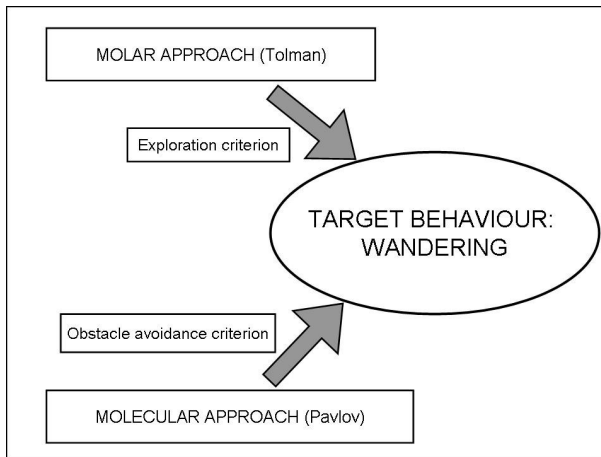 MOLAR APPROACH (Tolman)
Exploration criterion
TARGET BEHAVIOUR:
WANDERING
Obstacle avoidance criterion
MOLECULAR APPROACH (Pavlov)